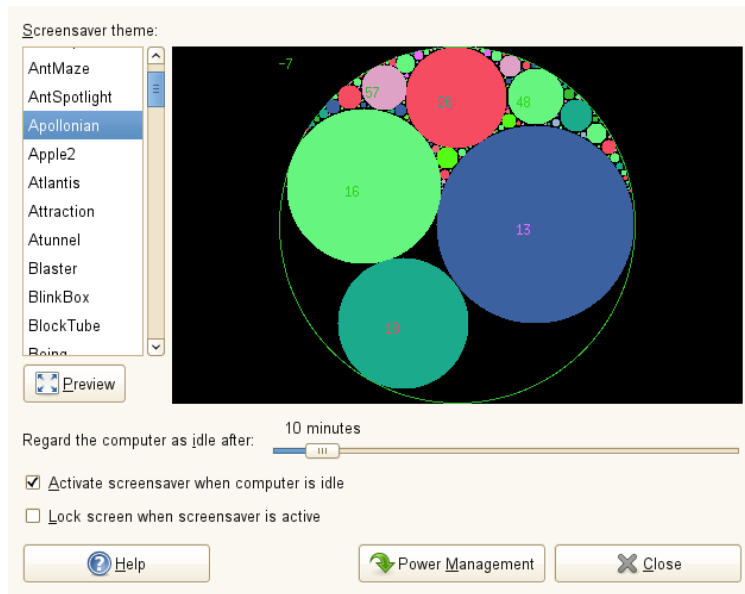 Screensaver theme:
AntMaze
AntSpotlight
Apollonian
Apple2
Atlantis
Attraction
Atunnel
Blaster
BlinkBox
BlockTube
Boing
-7
57
26
48
16
13
18
Preview
Regard the computer as idle after:
10 minutes
Activate screensaver when computer is idle
Lock screen when screensaver is active
Help
Power Management
Close